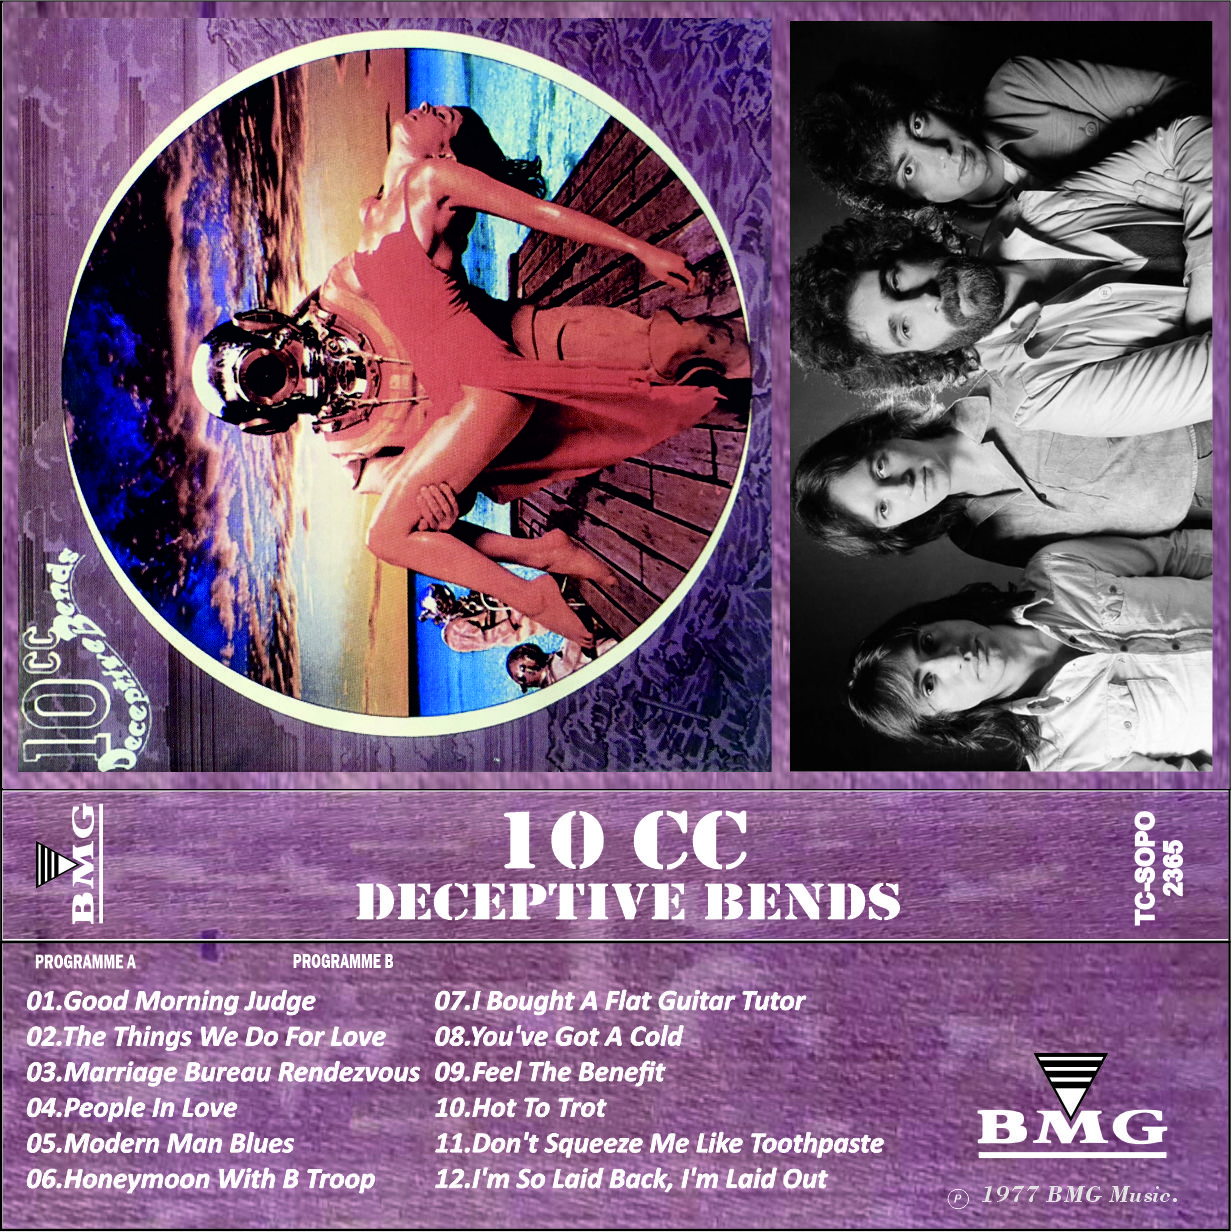 10cc
Deceptive Bends
BMG
10 CC
DECEPTIVE BENDS
TC-SOPO
2365
PROGRAMME A
PROGRAMME B
01.Good Morning Judge
02.The Things We Do For Love
03.Marriage Bureau Rendezvous
04.People In Love
05.Modern Man Blues
06.Honeymoon With B Troop
07.I Bought A Flat Guitar Tutor
08.You've Got A Cold
09.Feel The Benefit
10.Hot To Trot
11.Don't Squeeze Me Like Toothpaste
12.I'm So Laid Back, I'm Laid Out
BMG
℗ 1977 BMG Music.